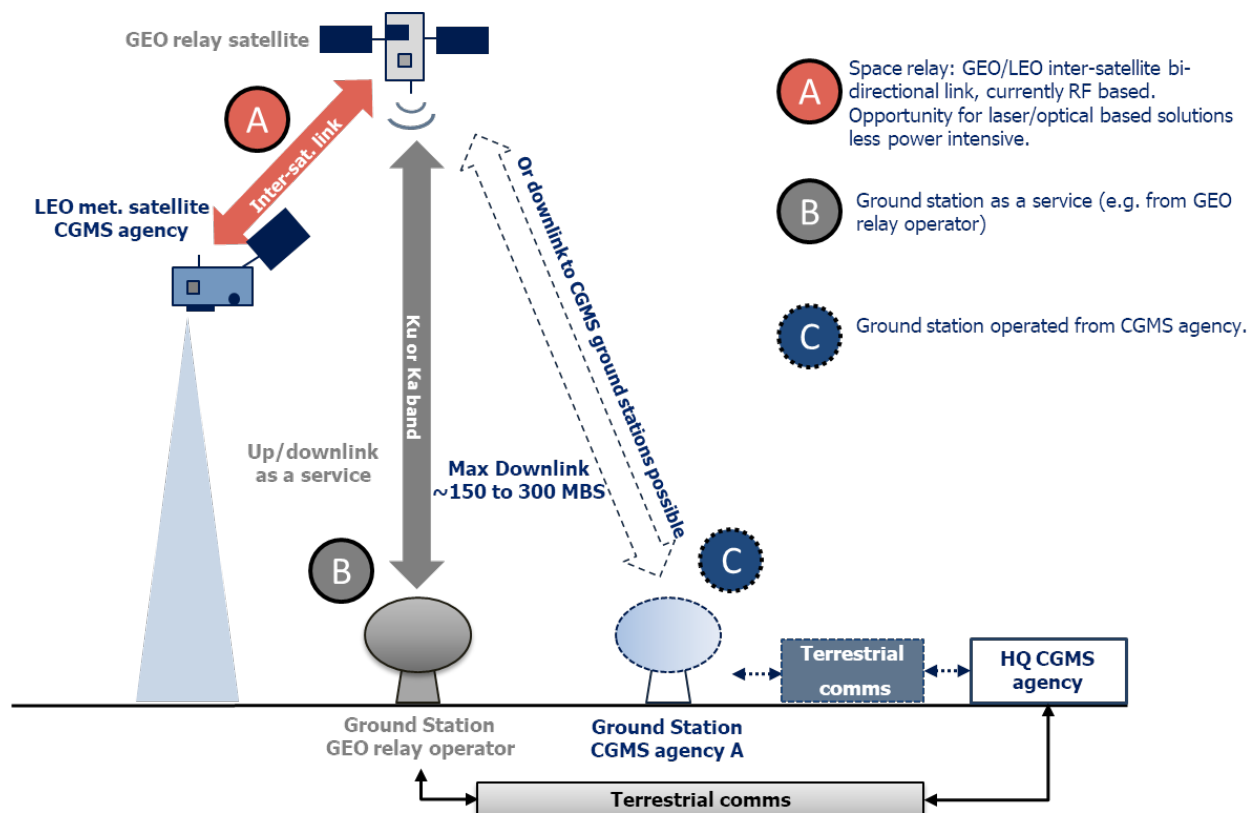 GEO relay satellite
A
Inter-sat. link
LEO met. satellite
CGMS agency
Ku or Ka band
Or downlink to CGMS ground stations possible
Up/downlink
as a service
Max Downlink
~150 to 300 MBS
B
C
Ground Station
GEO relay operator
Ground Station
CGMS agency A
Terrestrial
comms
HQ CGMS
agency
Terrestrial comms
A
Space relay: GEO/LEO inter-satellite bi-
directional link, currently RF based.
Opportunity for laser/optical based solutions
less power intensive.
B
Ground station as a service (e.g. from GEO
relay operator)
C
Ground station operated from CGMS agency.